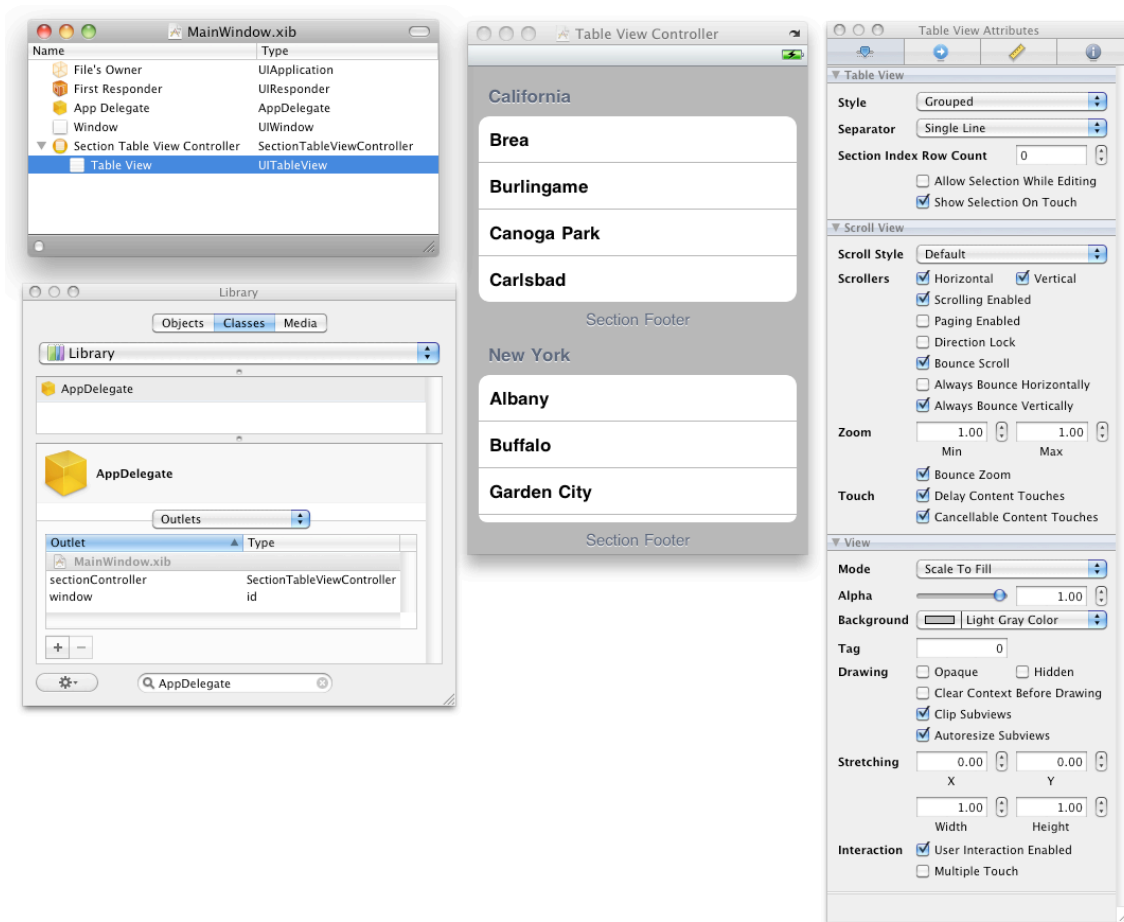 MainWindow.xib
Name Type
File's Owner UIApplication
First Responder UIResponder
App Delegate AppDelegate
Window UIWindow
Section Table View Controller SectionTableViewController
Table View UITableView
Library
Objects Classes Media
Library
AppDelegate
AppDelegate
Outlets
Outlet Type
MainWindow.xib
sectionController SectionTableViewController
window id
AppDelegate
Table View Controller
California
Brea
Burlingame
Canoga Park
Carlsbad
Section Footer
New York
Albany
Buffalo
Garden City
Section Footer
Table View Attributes
Table View
Style Grouped
Separator Single Line
Section Index Row Count 0
Allow Selection While Editing
Show Selection On Touch
Scroll View
Scroll Style Default
Scrollers Horizontal Vertical
Scrolling Enabled
Paging Enabled
Direction Lock
Bounce Scroll
Always Bounce Horizontally
Always Bounce Vertically
Zoom 1.00 1.00
Min Max
Bounce Zoom
Touch Delay Content Touches
Cancellable Content Touches
View
Mode Scale To Fill
Alpha 1.00
Background Light Gray Color
Tag 0
Drawing Opaque Hidden
Clear Context Before Drawing
Clip Subviews
Autoresize Subviews
Stretching 0.00 0.00
X Y
1.00 1.00
Width Height
Interaction User Interaction Enabled
Multiple Touch